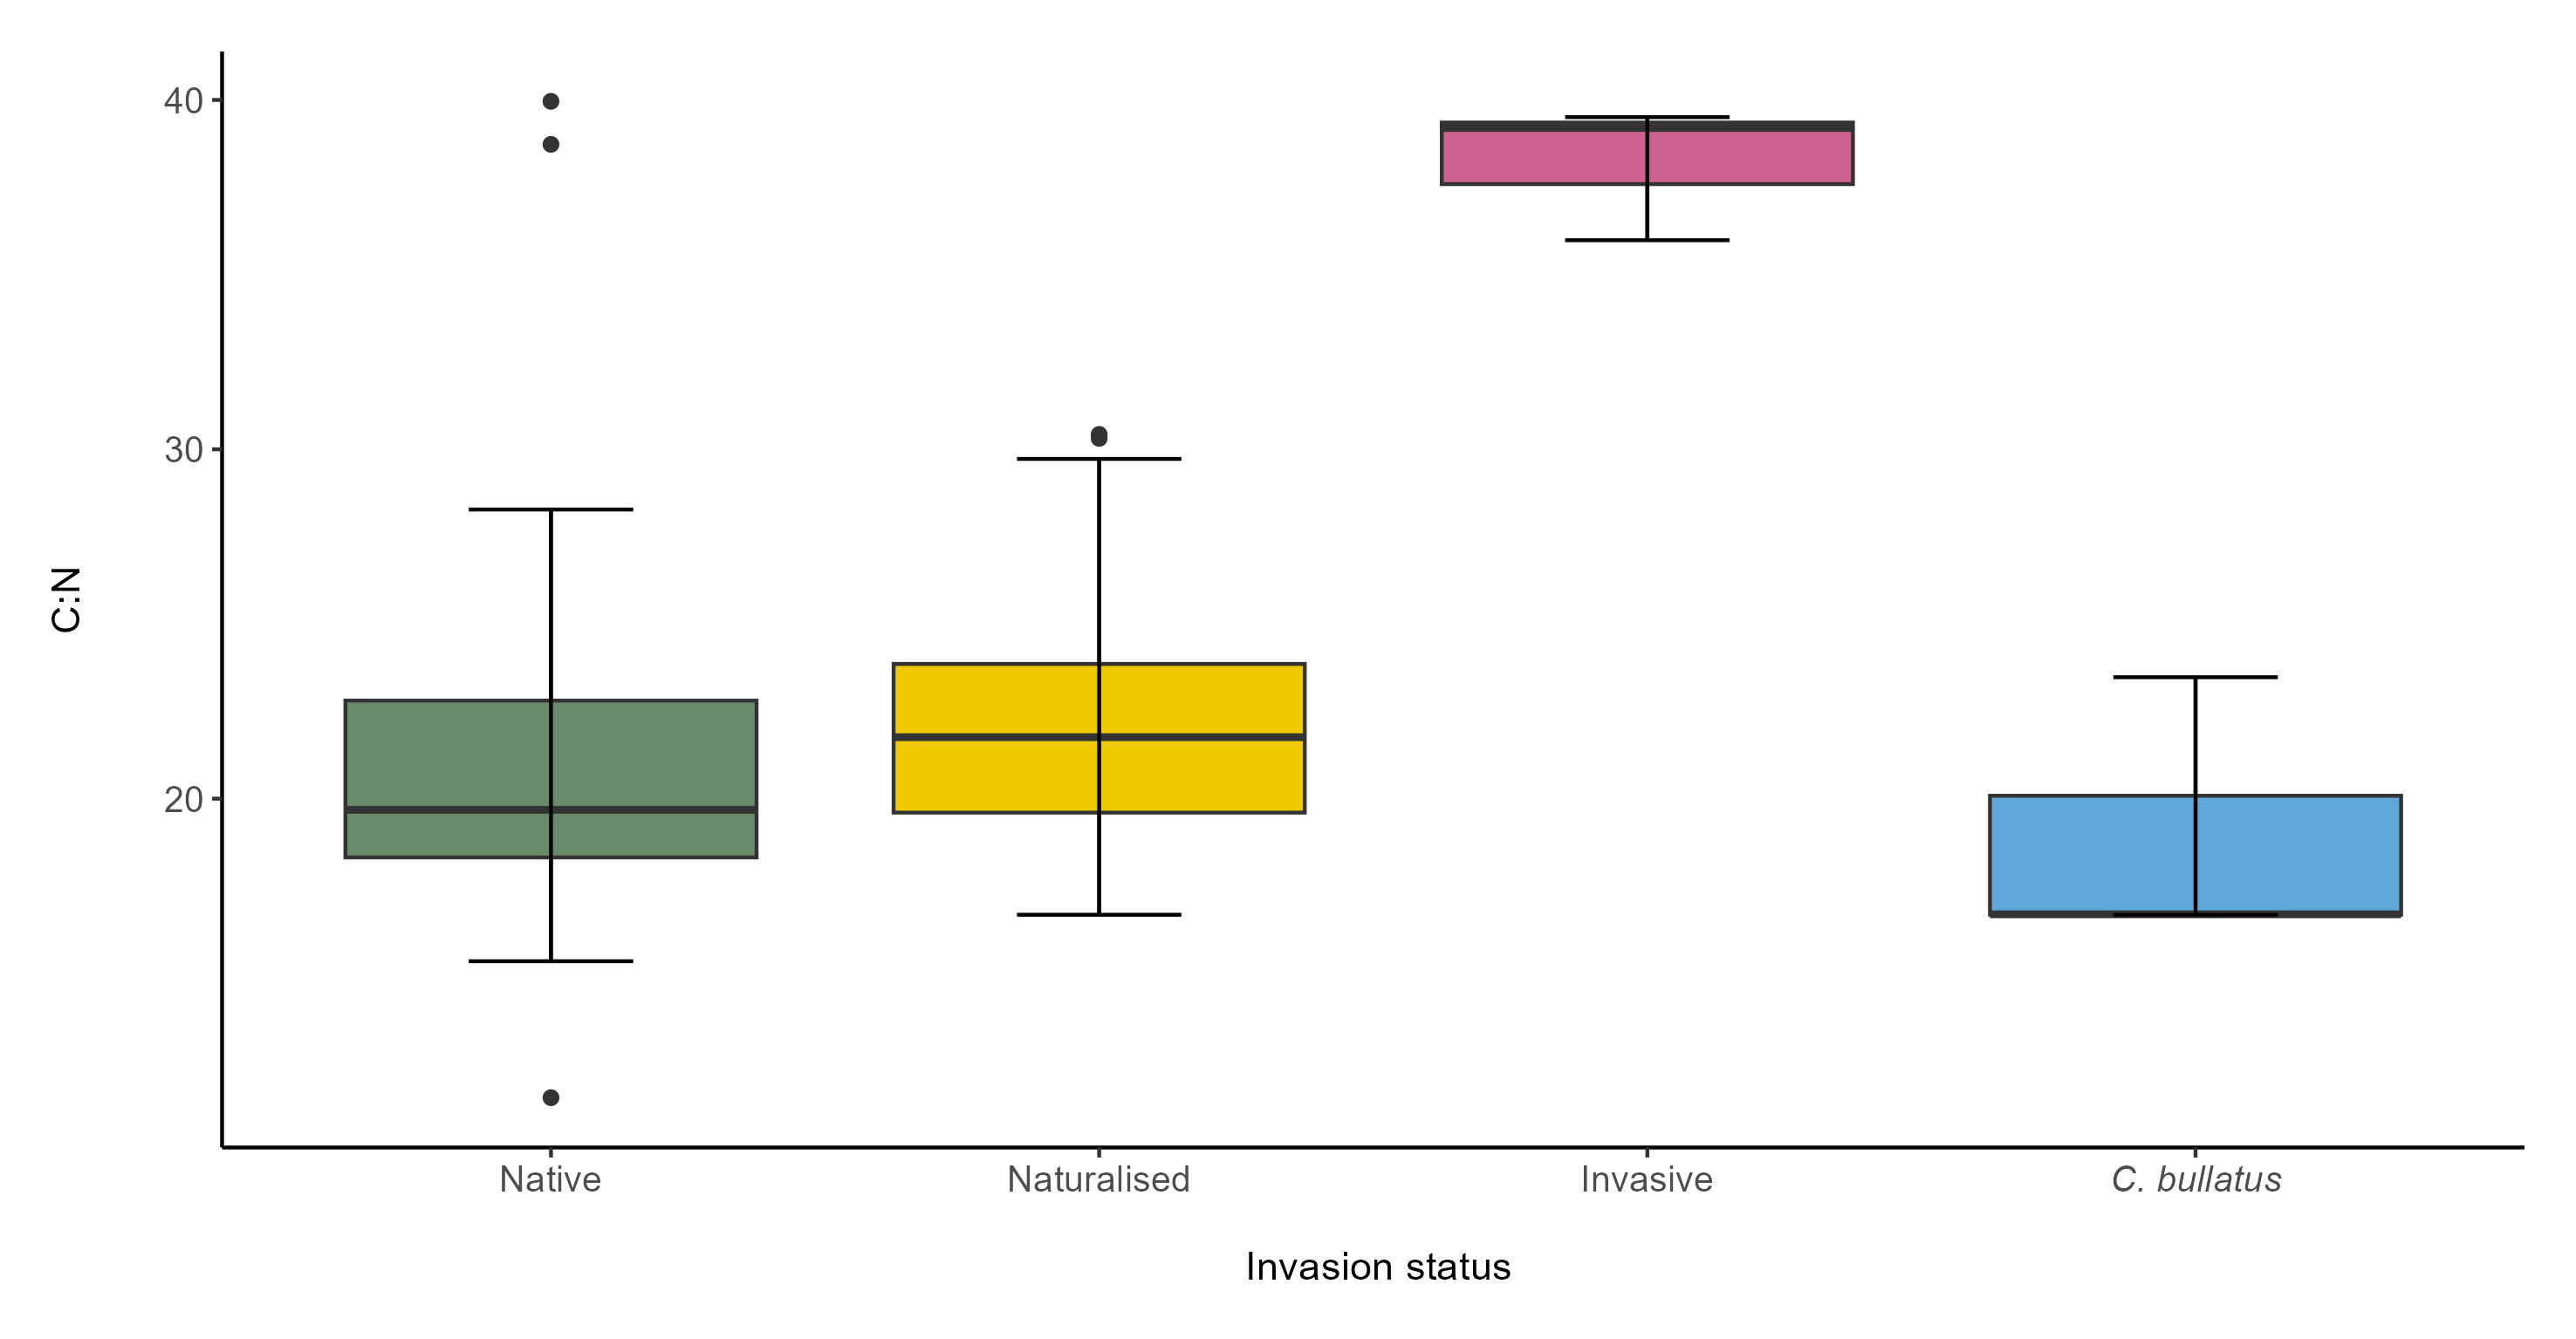 40
30
20
C:N
Native
Naturalised
Invasive
C. bullatus
Invasion status